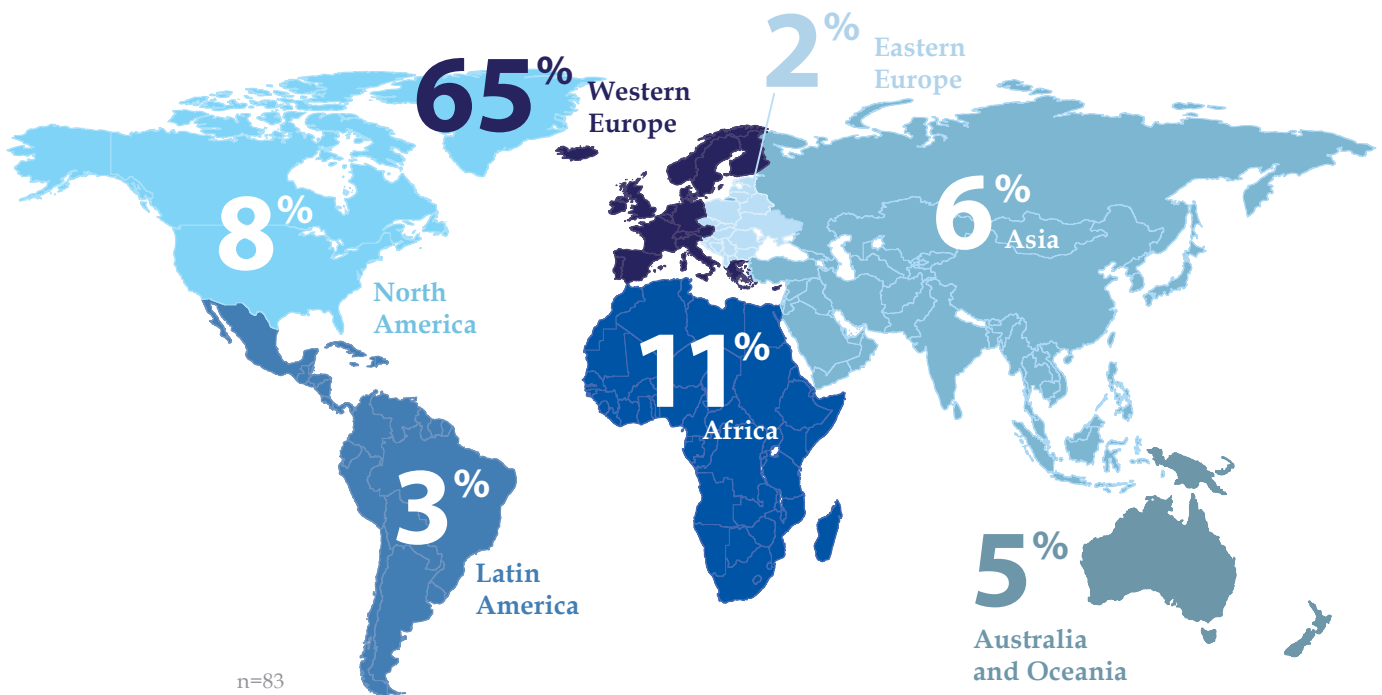 2%
Eastern
Europe
65%
Western
Europe
8%
North
America
6%
Asia
11%
Africa
3%
Latin
America
5%
Australia
and Oceania
n=83